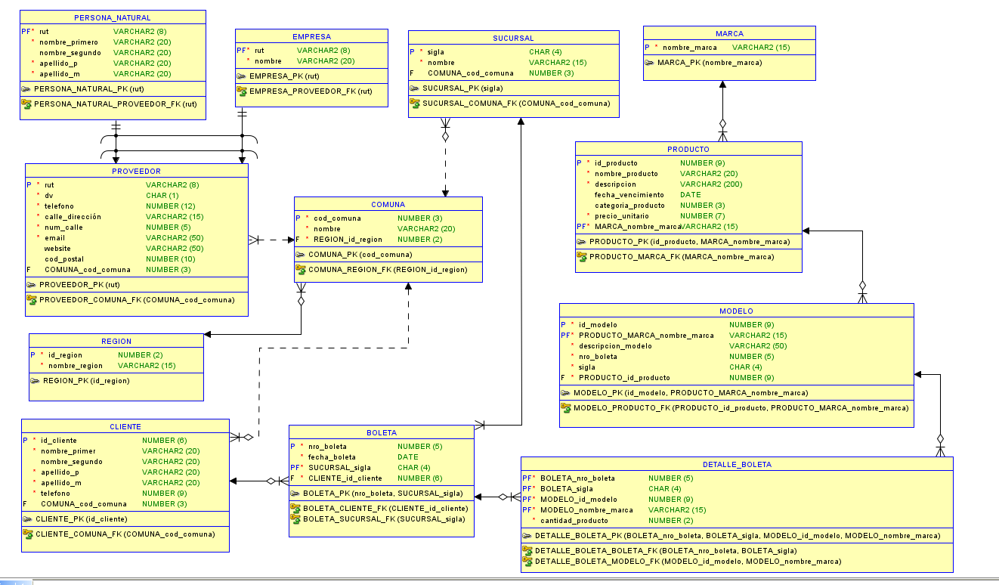 PERSONA_NATURAL
PF* rut VARCHAR2 (8)
* nombre_primero VARCHAR2 (20)
nombre_segundo VARCHAR2 (20)
* apellido_p VARCHAR2 (20)
* apellido_m VARCHAR2 (20)
PERSONA_NATURAL_PK (rut)
PERSONA_NATURAL_PROVEEDOR_FK (rut)
EMPRESA
PF* rut VARCHAR2 (8)
* nombre VARCHAR2 (20)
EMPRESA_PK (rut)
EMPRESA_PROVEEDOR_FK (rut)
SUCURSAL
P * sigla CHAR (4)
* nombre VARCHAR2 (15)
F COMUNA_cod_comuna NUMBER (3)
SUCURSAL_PK (sigla)
SUCURSAL_COMUNA_FK (COMUNA_cod_comuna)
MARCA
P * nombre_marca VARCHAR2 (15)
MARCA_PK (nombre_marca)
PRODUCTO
P * id_producto NUMBER (9)
* nombre_producto VARCHAR2 (20)
* descripcion VARCHAR2 (200)
fecha_vencimiento DATE
categoria_producto NUMBER (3)
* precio_unitario NUMBER (7)
PF* MARCA_nombre_marca VARCHAR2 (15)
PRODUCTO_PK (id_producto, MARCA_nombre_marca)
PRODUCTO_MARCA_FK (MARCA_nombre_marca)
PROVEEDOR
P * rut VARCHAR2 (8)
* dv CHAR (1)
* telefono NUMBER (12)
* calle_dirección VARCHAR2 (15)
* num_calle NUMBER (5)
* email VARCHAR2 (50)
website VARCHAR2 (50)
cod_postal NUMBER (10)
F COMUNA_cod_comuna NUMBER (3)
PROVEEDOR_PK (rut)
PROVEEDOR_COMUNA_FK (COMUNA_cod_comuna)
COMUNA
P * cod_comuna NUMBER (3)
* nombre VARCHAR2 (20)
F * REGION_id_region NUMBER (2)
COMUNA_PK (cod_comuna)
COMUNA_REGION_FK (REGION_id_region)
REGION
P * id_region NUMBER (2)
* nombre_region VARCHAR2 (15)
REGION_PK (id_region)
MODELO
P * id_modelo NUMBER (9)
PF* PRODUCTO_MARCA_nombre_marca VARCHAR2 (15)
* descripcion_modelo VARCHAR2 (50)
* nro_boleta NUMBER (5)
* sigla CHAR (4)
F * PRODUCTO_id_producto NUMBER (9)
MODELO_PK (id_modelo, PRODUCTO_MARCA_nombre_marca)
MODELO_PRODUCTO_FK (PRODUCTO_id_producto, PRODUCTO_MARCA_nombre_marca)
CLIENTE
P * id_cliente NUMBER (6)
* nombre_primer VARCHAR2 (20)
nombre_segundo VARCHAR2 (20)
* apellido_p VARCHAR2 (20)
* apellido_m VARCHAR2 (20)
* telefono NUMBER (9)
F COMUNA_cod_comuna NUMBER (3)
CLIENTE_PK (id_cliente)
CLIENTE_COMUNA_FK (COMUNA_cod_comuna)
BOLETA
P * nro_boleta NUMBER (5)
* fecha_boleta DATE
PF* SUCURSAL_sigla CHAR (4)
F * CLIENTE_id_cliente NUMBER (6)
BOLETA_PK (nro_boleta, SUCURSAL_sigla)
BOLETA_CLIENTE_FK (CLIENTE_id_cliente)
BOLETA_SUCURSAL_FK (SUCURSAL_sigla)
DETALLE_BOLETA
PF* BOLETA_nro_boleta NUMBER (5)
PF* BOLETA_sigla CHAR (4)
PF* MODELO_id_modelo NUMBER (9)
PF* MODELO_nombre_marca VARCHAR2 (15)
* cantidad_producto NUMBER (2)
DETALLE_BOLETA_PK (BOLETA_nro_boleta, BOLETA_sigla, MODELO_id_modelo, MODELO_nombre_marca)
DETALLE_BOLETA_BOLETA_FK (BOLETA_nro_boleta, BOLETA_sigla)
DETALLE_BOLETA_MODELO_FK (MODELO_id_modelo, MODELO_nombre_marca)